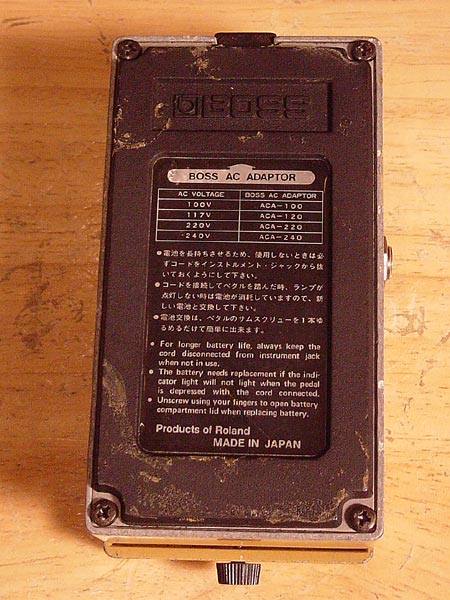 BOSS
BOSS AC ADAPTOR
AC VOLTAGE BOSS AC ADAPTOR
100V ACA-100
117V ACA-120
220V ACA-220
240V ACA-240
●電池を長持ちさせるため、使用しないときは必
ずコードをインストルメント・ジャックから抜
いておくようにして下さい。
●コードを接続してペタルを踏んだ時、ランプが
点灯しない時は電池が消耗していますので、新
しい電池と交換して下さい。
●電池交換は、ペタルのサムスクリューを1本ゆ
るめるだけで簡単に出来ます。
● For longer battery life, always keep the
cord disconnected from instrument jack
when not in use.
● The battery needs replacement if the indi-
cator light will not light when the pedal
is depressed with the cord connected.
● Unscrew using your fingers to open battery
compartment lid when replacing battery.
Products of Roland
MADE IN JAPAN